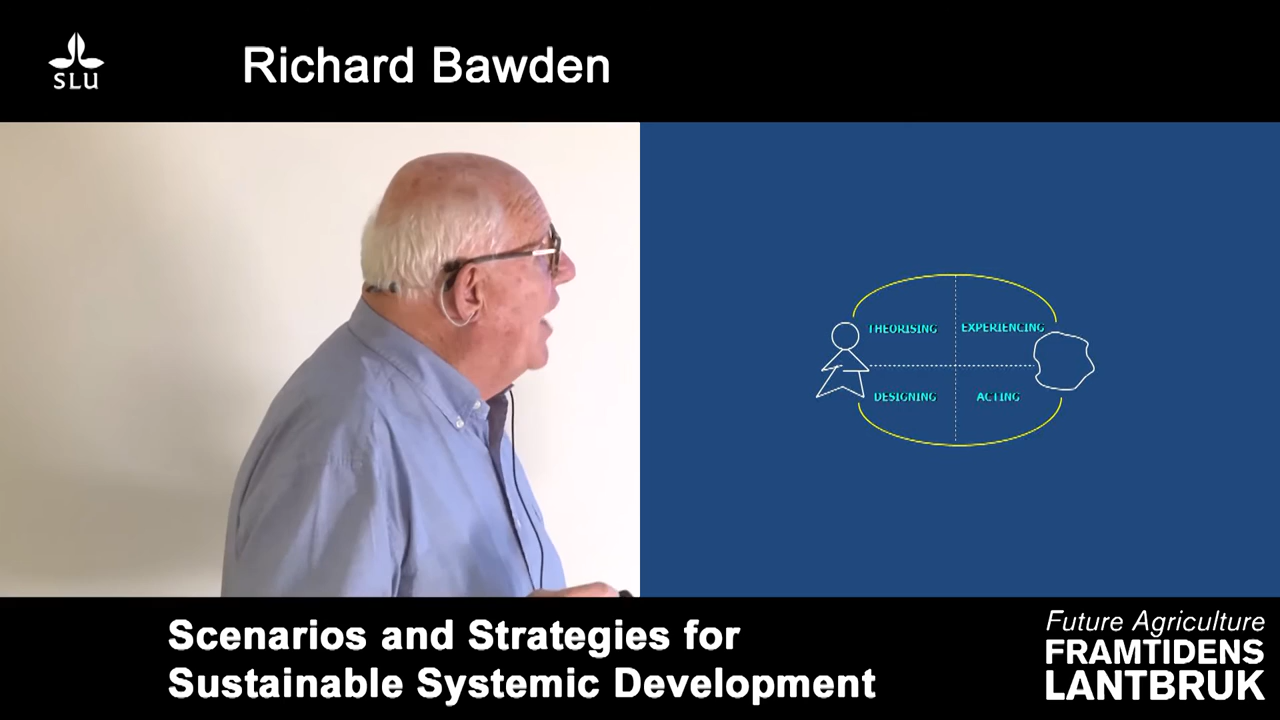 SLU
Richard Bawden
THEORISING
EXPERIENCING
DESIGNING
ACTING
Scenarios and Strategies for
Sustainable Systemic Development
Future Agriculture
FRAMTIDENS
LANTBRUK